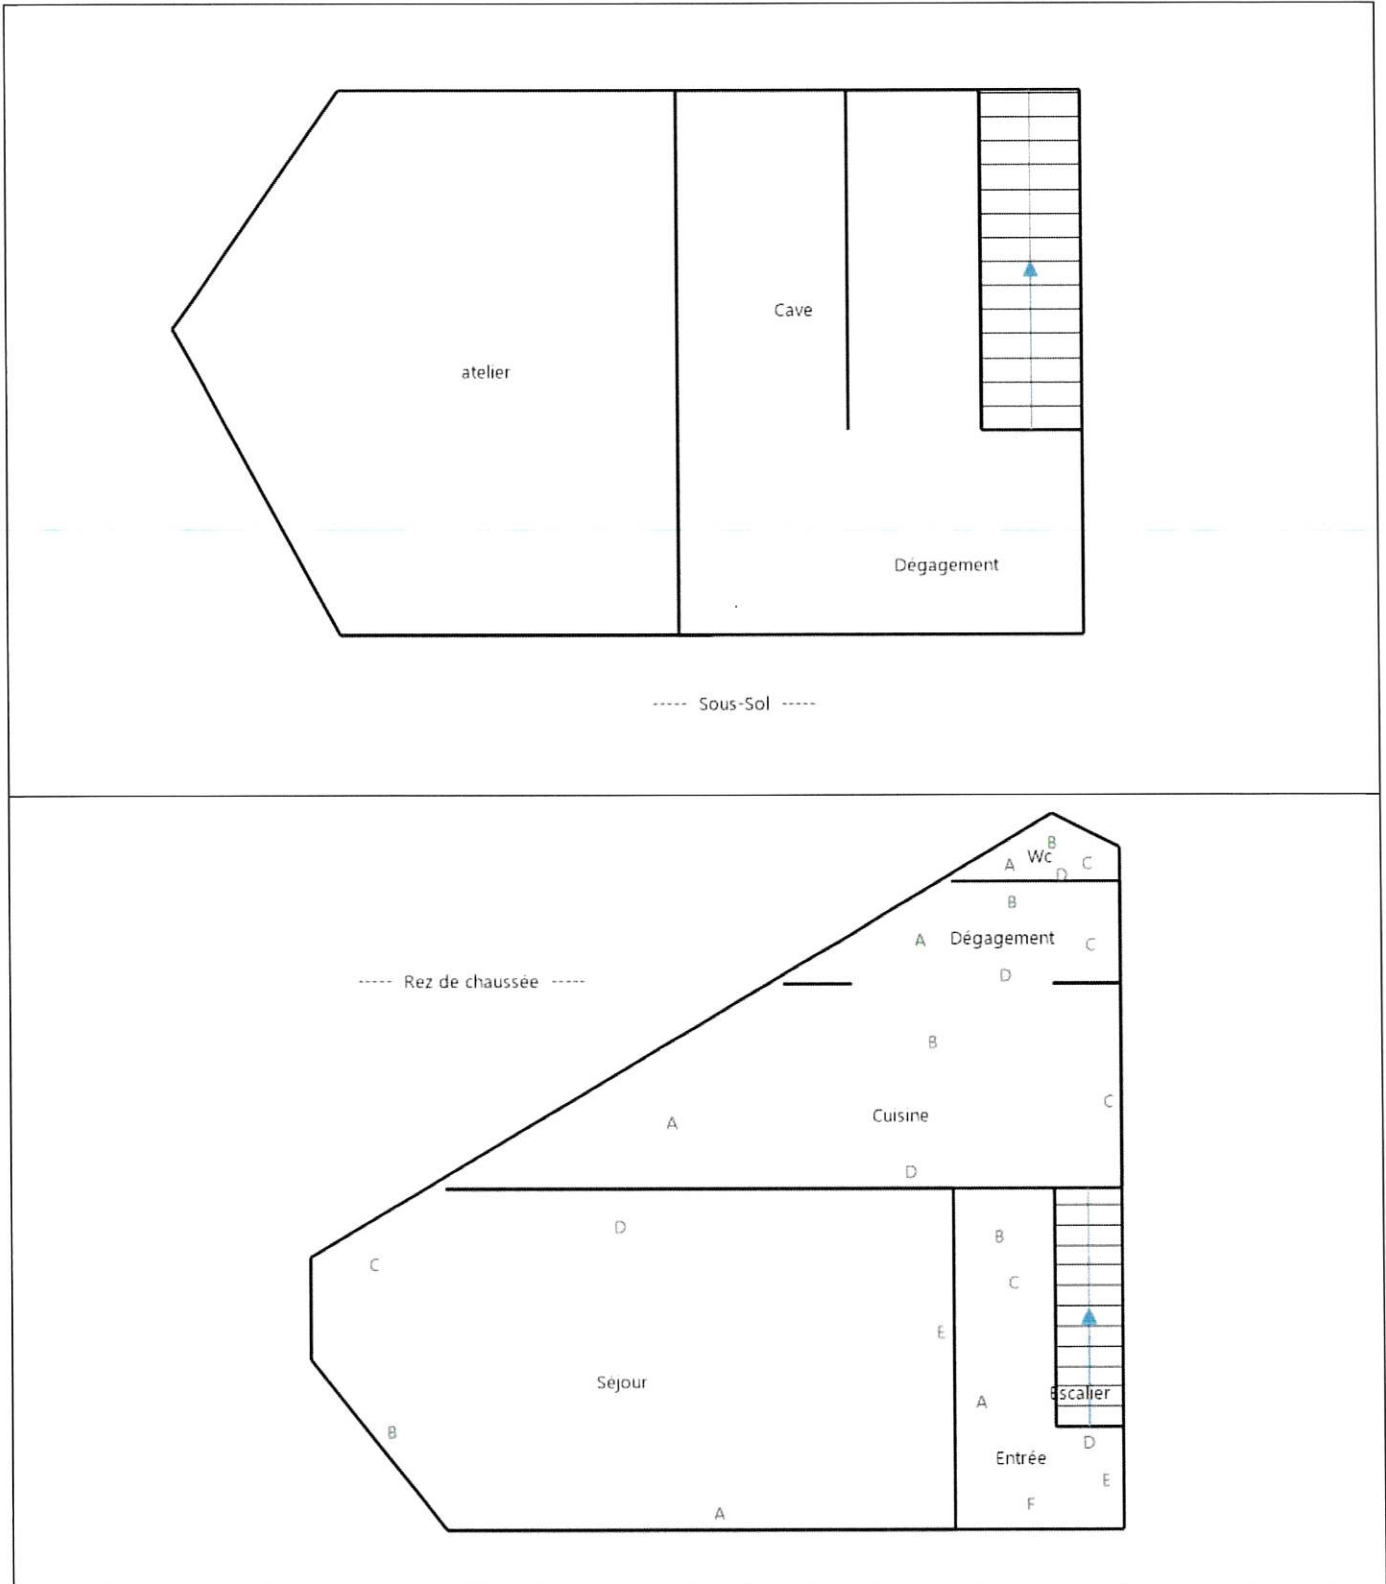 Cave
atelier
Dégagement
----- Sous-Sol -----
B
Wc
A
C
D
B
A
Dégagement
C
D
----- Rez de chaussée -----
B
C
A
Cuisine
D
D
B
C
C
E
Séjour
A
Escalier
B
D
Entrée
E
F
A